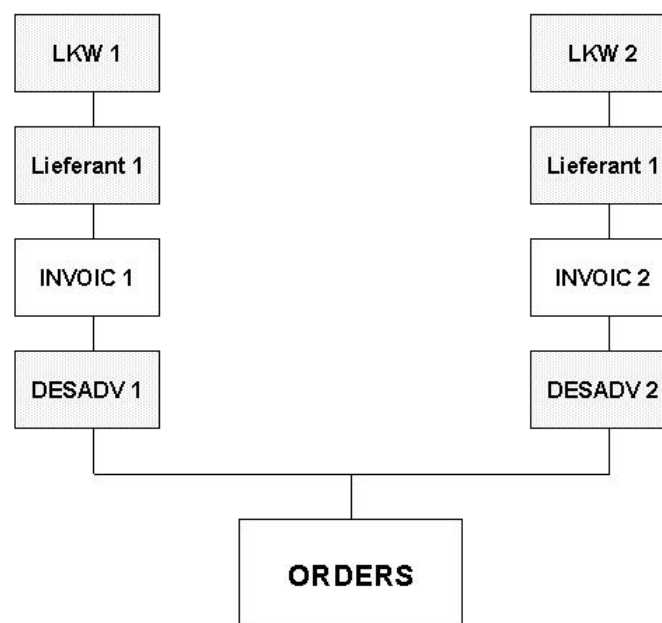 LKW 1
LKW 2
Lieferant 1
Lieferant 1
INVOIC 1
INVOIC 2
DESADV 1
DESADV 2
ORDERS